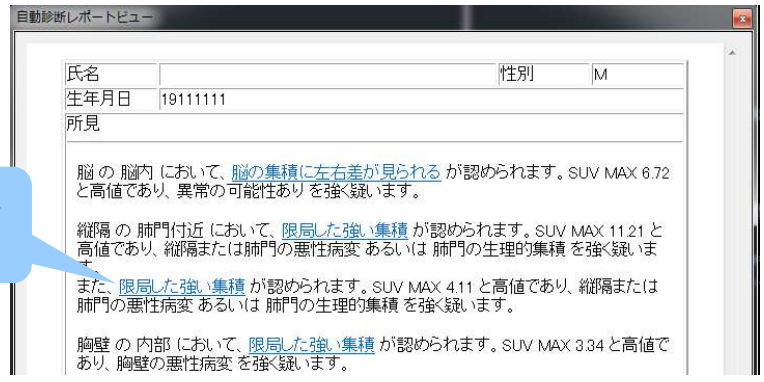 自動診断レポートビュー
氏名 性別 M
生年月日 19111111
所見
脳 の 脳内 において、脳の集積に左右差が見られる が認められます。SUV MAX 6.72
と高値であり、異常の可能性あり を強く疑います。
縦隔 の 肺門付近 において、限局した強い集積 が認められます。SUV MAX 11.21 と
高値であり、縦隔または肺門の悪性病変 あるいは 肺門の生理的集積 を強く疑いま
す。
また、限局した強い集積 が認められます。SUV MAX 4.11 と高値であり、縦隔または
肺門の悪性病変 あるいは 肺門の生理的集積 を強く疑います。
胸壁 の 内部 において、限局した強い集積 が認められます。SUV MAX 3.34 と高値で
あり、胸壁の悪性病変 を強く疑います。